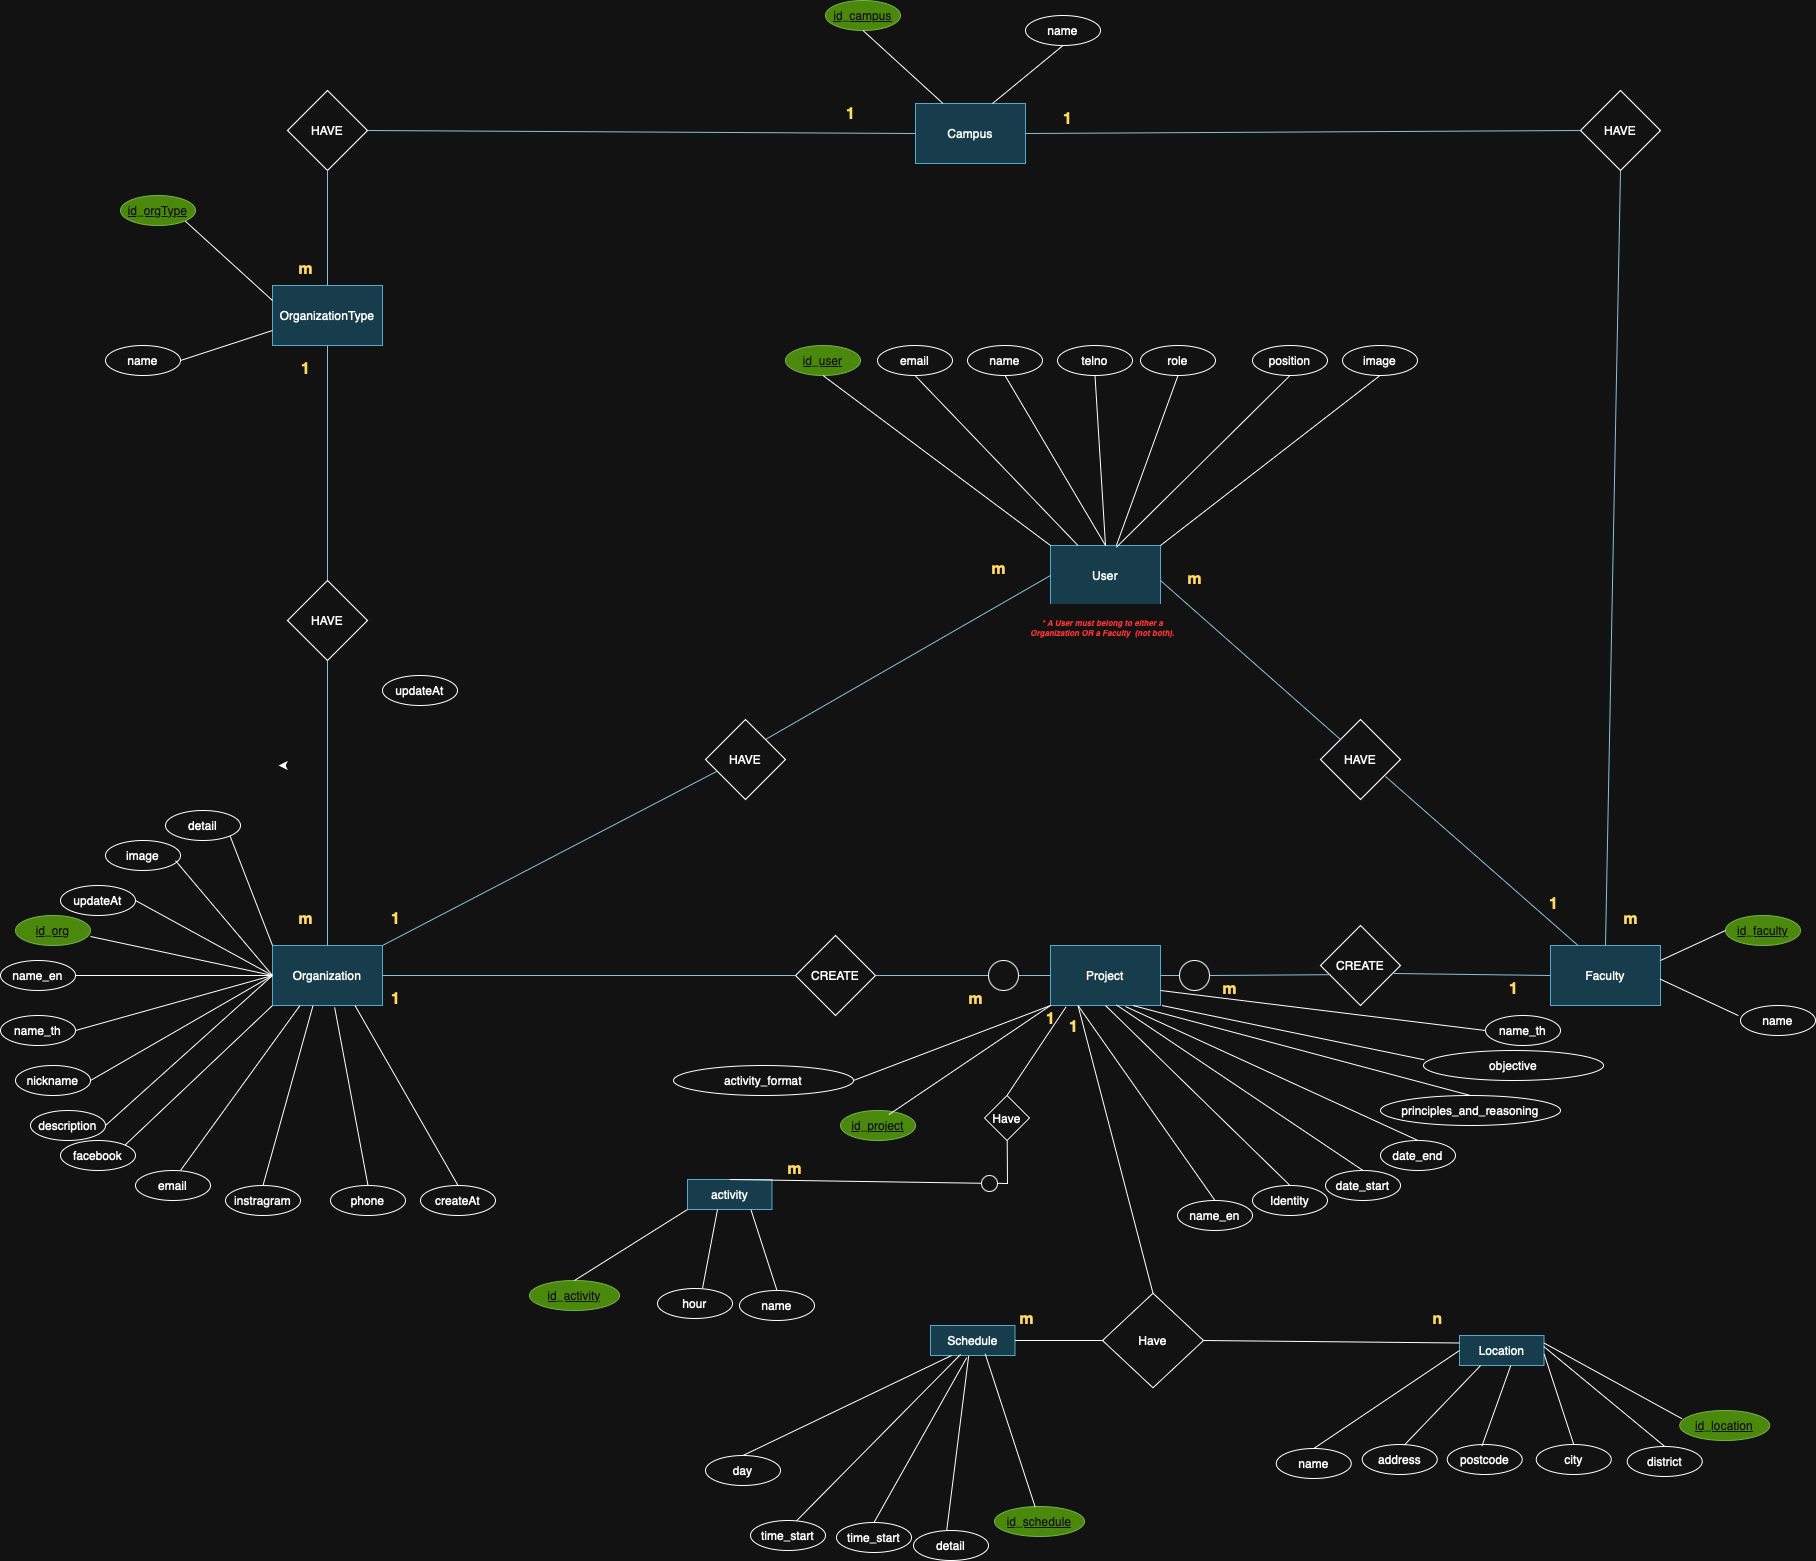 id_campus
name
1
1
HAVE
Campus
HAVE
id_orgType
m
OrganizationType
name
1
id_user
email
name
telno
role
position
image
m
m
User
* A User must belong to either a
Organization OR a Faculty (not both).
HAVE
updateAt
HAVE
HAVE
detail
image
updateAt
id_org
m
1
1
m
id_faculty
name_en
Organization
CREATE
Project
CREATE
Faculty
1
m
m
1
name_th
1
1
name_th
name
nickname
activity_format
objective
description
id_project
Have
principles_and_reasoning
facebook
date_end
email
m
date_start
instragram
phone
createAt
activity
name_en
Identity
id_activity
hour
name
m
n
Schedule
Have
Location
id_location
day
name
address
postcode
city
district
time_start
time_start
detail
id_schedule